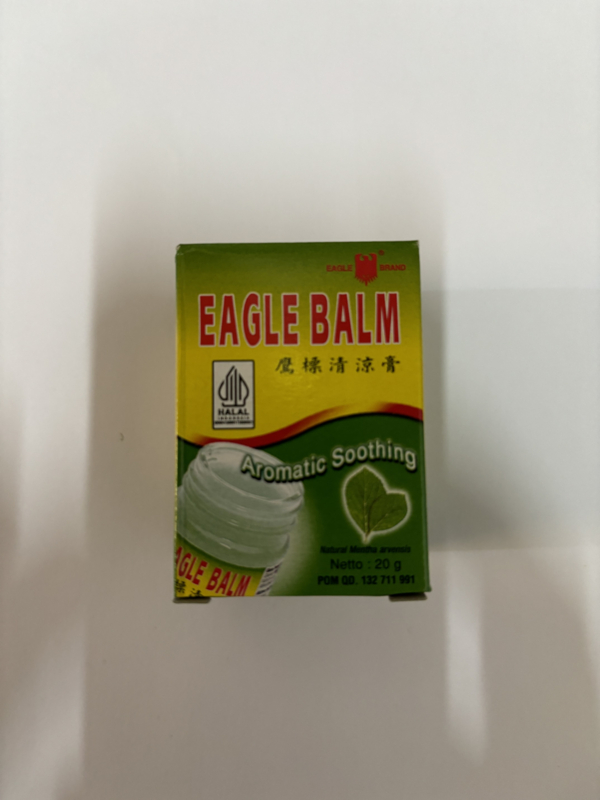 EAGLE BRAND
EAGLE BALM
鷹標清涼膏
HALAL
INDONESIA
Aromatic Soothing
Natural Mentha arvensis
Netto : 20 g
POM QD. 132 711 991
AGLE BALM